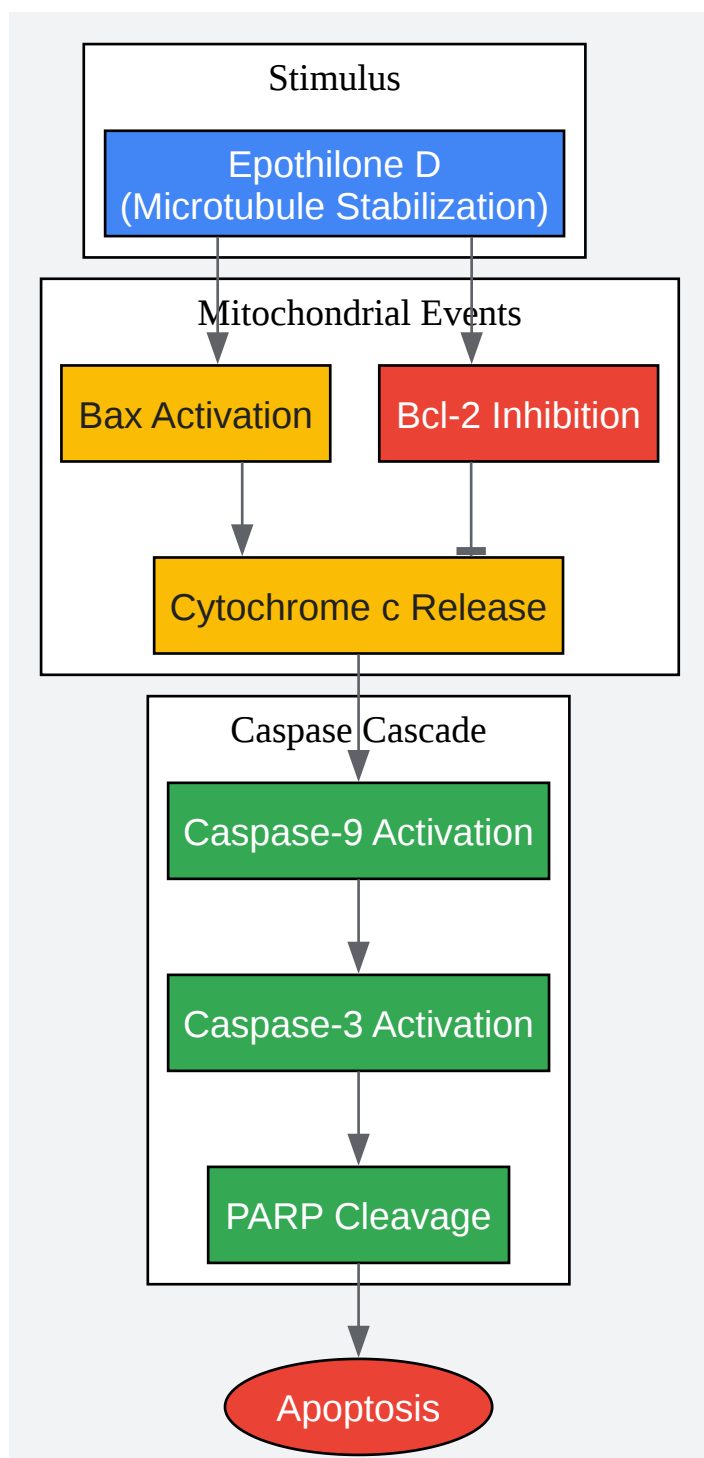 Stimulus
Epothilone D
(Microtubule Stabilization)
Mitochondrial Events
Bax Activation
Bcl-2 Inhibition
Cytochrome c Release
Caspase Cascade
Caspase-9 Activation
Caspase-3 Activation
PARP Cleavage
Apoptosis